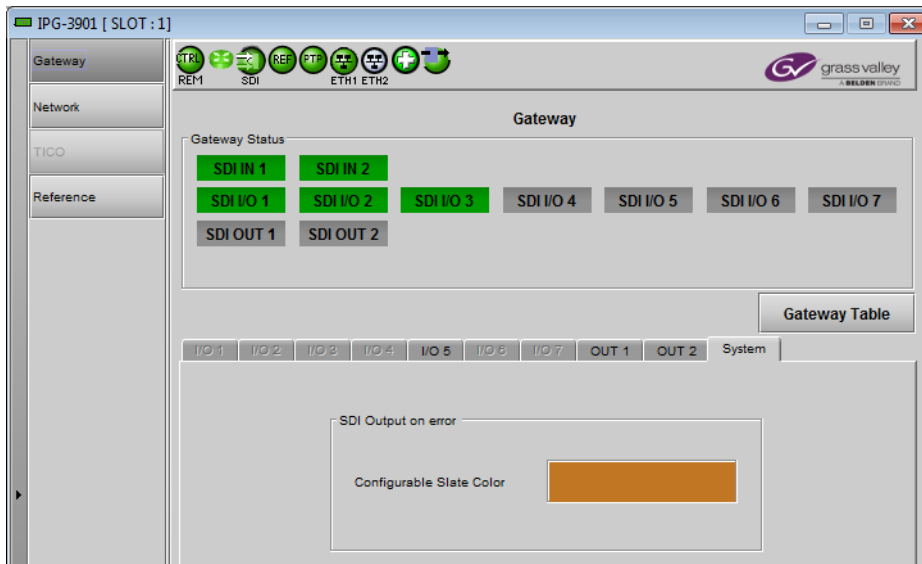 IPG-3901 [ SLOT : 1]
Gateway
Network
TICO
Reference
CTRL REF PTP
REM SDI ETH1 ETH2
GV grass valley
A BELDEN BRAND
Gateway
Gateway Status
SDI IN 1 SDI IN 2
SDI I/O 1 SDI I/O 2 SDI I/O 3 SDI I/O 4 SDI I/O 5 SDI I/O 6 SDI I/O 7
SDI OUT 1 SDI OUT 2
Gateway Table
I/O 1 I/O 2 I/O 3 I/O 4 I/O 5 I/O 6 I/O 7 OUT 1 OUT 2 System
SDI Output on error
Configurable Slate Color